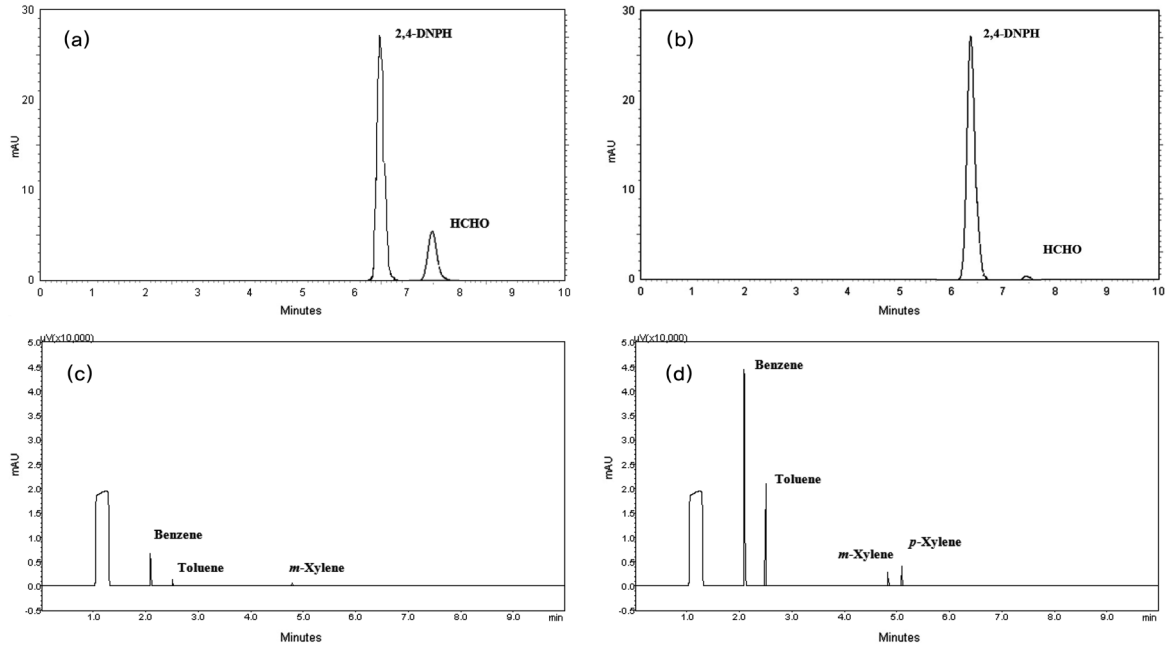 (a)
30
20
10
0
mAU
2,4-DNPH
HCHO
0 1 2 3 4 5 6 7 8 9 10
Minutes
(b)
30
20
10
0
mAU
2,4-DNPH
HCHO
0 1 2 3 4 5 6 7 8 9 10
Minutes
µV(x10,000)
(c)
5.0
4.5
4.0
3.5
3.0
2.5
2.0
1.5
1.0
0.5
0.0
-0.5
mAU
Benzene
Toluene
m-Xylene
1.0 2.0 3.0 4.0 5.0 6.0 7.0 8.0 9.0 min
Minutes
µV(x10,000)
(d)
5.0
4.5
4.0
3.5
3.0
2.5
2.0
1.5
1.0
0.5
0.0
-0.5
mAU
Benzene
Toluene
m-Xylene
p-Xylene
1.0 2.0 3.0 4.0 5.0 6.0 7.0 8.0 9.0 min
Minutes